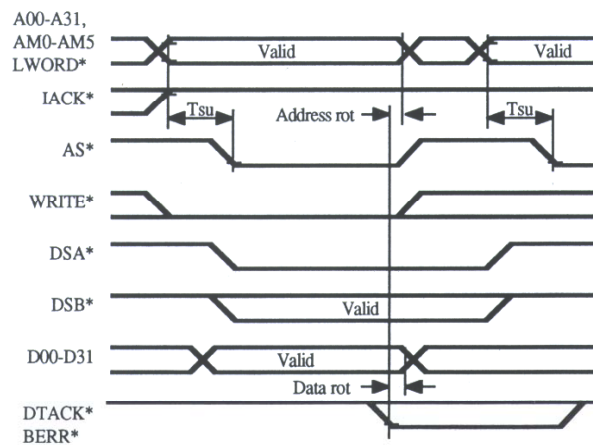 A00-A31,
AM0-AM5
LWORD*
Valid
Valid
IACK*
Tsu
Address rot
Tsu
AS*
WRITE*
DSA*
DSB*
Valid
D00-D31
Valid
Data rot
DTACK*
BERR*